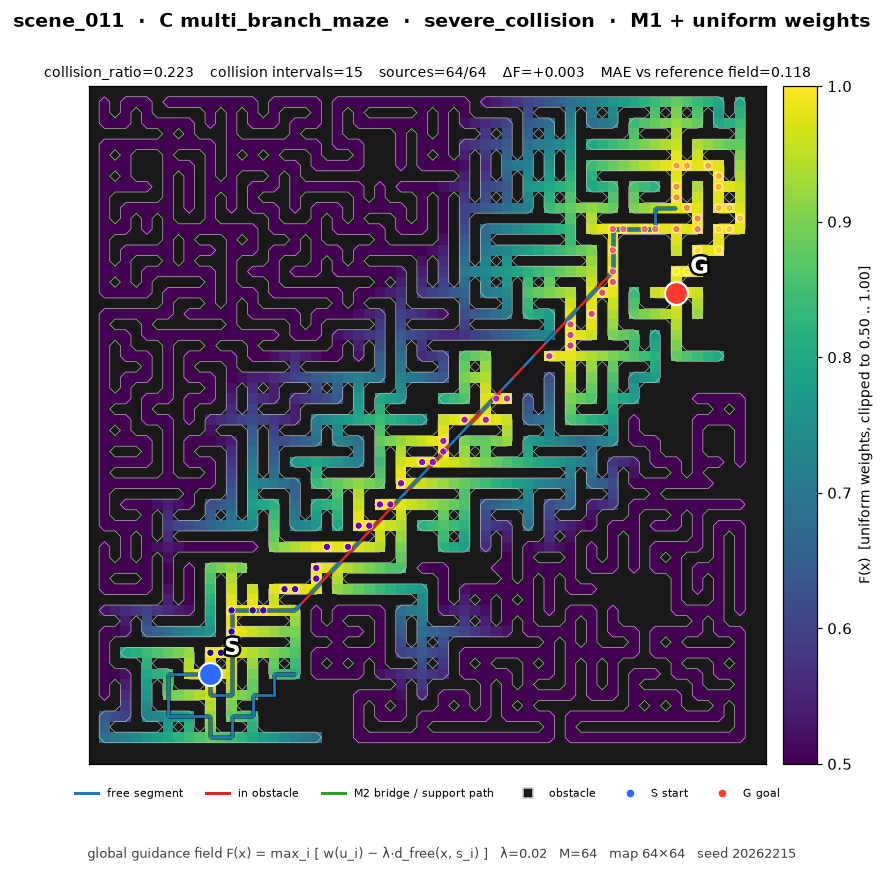 scene_011 · C multi_branch_maze · severe_collision · M1 + uniform weights
collision_ratio=0.223 collision intervals=15 sources=64/64 ΔF=+0.003 MAE vs reference field=0.118
1.0
0.9
0.8
0.7
0.6
0.5
F(x) [uniform weights, clipped to 0.50 .. 1.00]
G
S
free segment in obstacle M2 bridge / support path obstacle S start G goal
global guidance field F(x) = max_i [ w(u_i) − λ·d_free(x, s_i) ] λ=0.02 M=64 map 64×64 seed 20262215